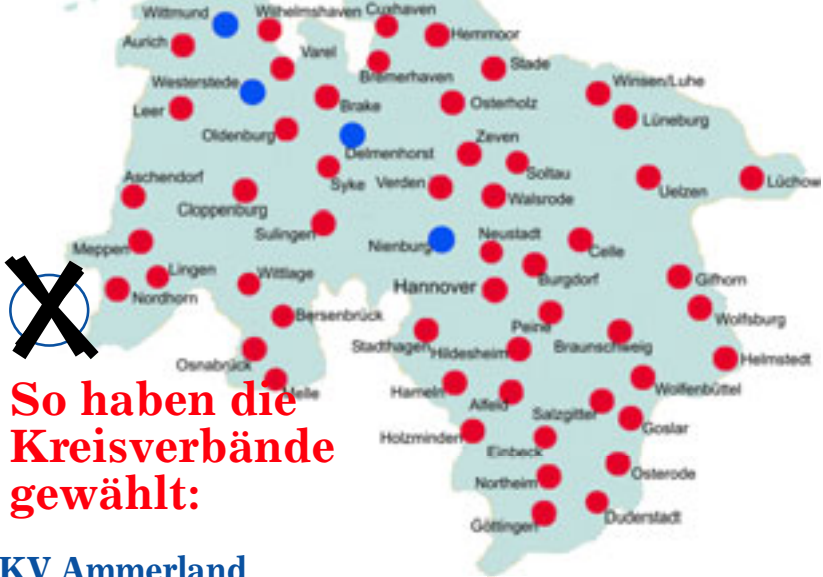 Wittmund
Wilhelmshaven
Cuxhaven
Aurich
Hemmoor
Varel
Stade
Westerstede
Bremerhaven
Winsen/Luhe
Leer
Brake
Osterholz
Lüneburg
Oldenburg
Zeven
Delmenhorst
Soltau
Aschendorf
Syke
Verden
Uelzen
Lüchow
Cloppenburg
Walsrode
Sulingen
Neustadt
Meppen
Nienburg
Celle
Lingen
Wittlage
Burgdorf
Gifhorn
Nordhorn
Hannover
Bersenbrück
Peine
Wolfsburg
Stadthagen
Hildesheim
Braunschweig
Osnabrück
Helmstedt
Melle
Hameln
Alfeld
Wolfenbüttel
Salzgitter
Goslar
Holzminden
Einbeck
Northeim
Osterode
Göttingen
Duderstadt
So haben die
Kreisverbände
gewählt:
KV Ammerland